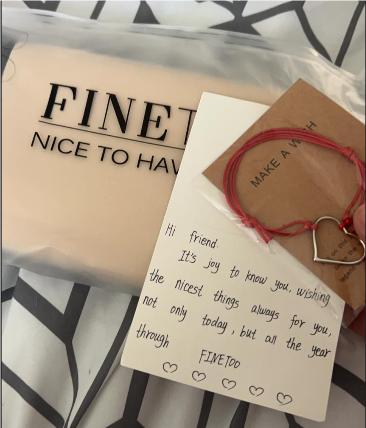 FINET
NICE TO HAV
MAKE A WISH
Hi friend.
It's joy to know you, wishing
the nicest things always for you,
not only today, but all the year
through
FINETOO
♡ ♡ ♡ ♡ ♡